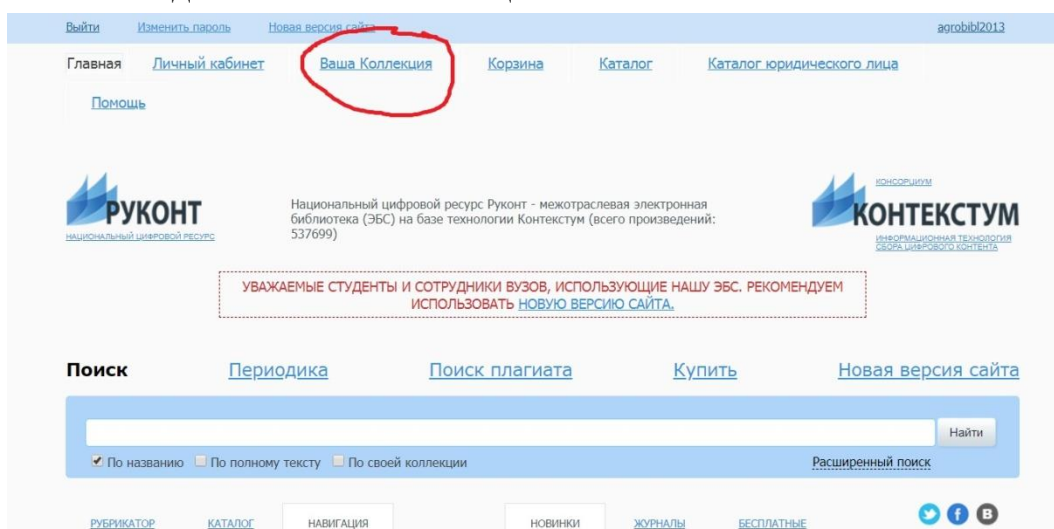 Выйти Изменить пароль Новая версия сайта agrobibl2013
Главная Личный кабинет Ваша Коллекция Корзина Каталог Каталог юридического лица
Помощь
РУКОНТ
НАЦИОНАЛЬНЫЙ ЦИФРОВОЙ РЕСУРС
Национальный цифровой ресурс Руконт - межотраслевая электронная
библиотека (ЭБС) на базе технологии Контекстум (всего произведений:
537699)
КОНСОРЦИУМ
КОНТЕКСТУМ
ИНФОРМАЦИОННАЯ ТЕХНОЛОГИЯ
СБОРА ЦИФРОВОГО КОНТЕНТА
УВАЖАЕМЫЕ СТУДЕНТЫ И СОТРУДНИКИ ВУЗОВ, ИСПОЛЬЗУЮЩИЕ НАШУ ЭБС. РЕКОМЕНДУЕМ
ИСПОЛЬЗОВАТЬ НОВУЮ ВЕРСИЮ САЙТА.
Поиск Периодика Поиск плагиата Купить Новая версия сайта
Найти
По названию По полному тексту По своей коллекции Расширенный поиск
РУБРИКАТОР КАТАЛОГ НАВИГАЦИЯ НОВИНКИ ЖУРНАЛЫ БЕСПЛАТНЫЕ